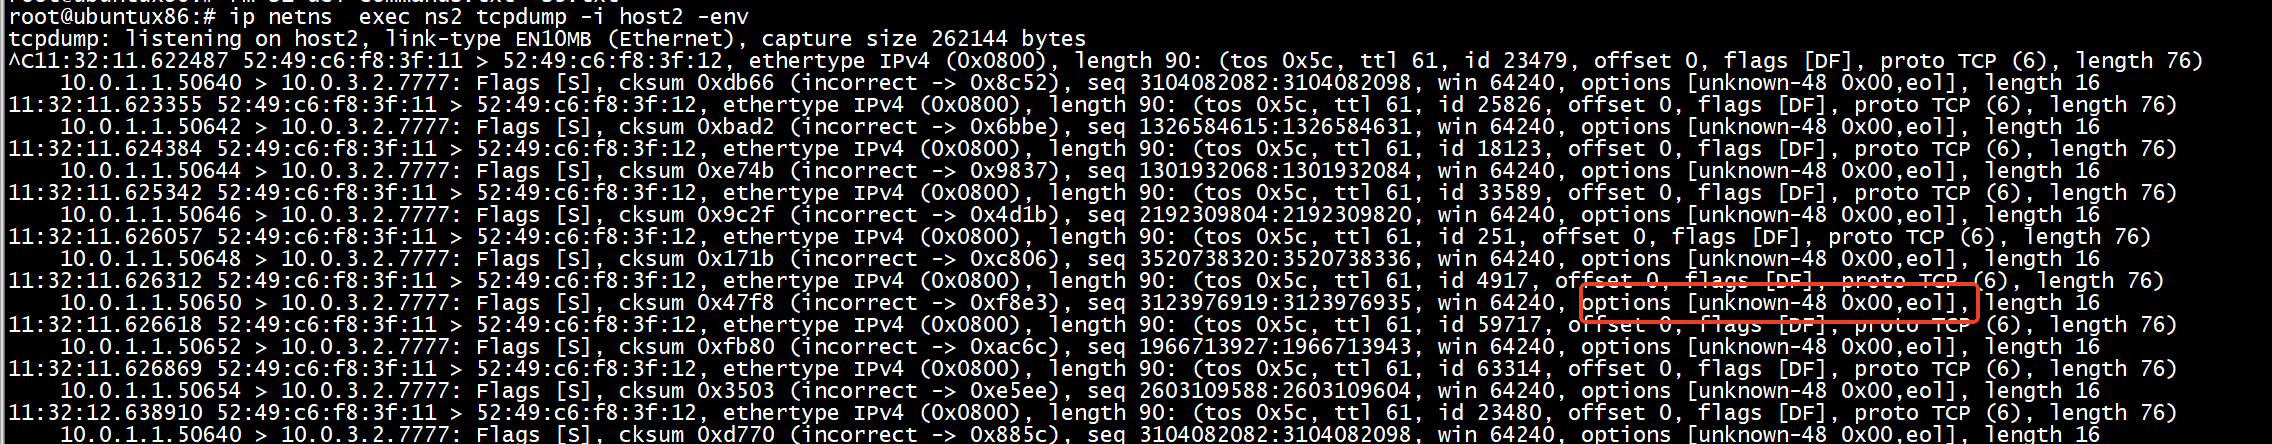 root@ubuntux86:# ip netns  exec ns2 tcpdump -i host2 -env
tcpdump: listening on host2, link-type EN10MB (Ethernet), capture size 262144 bytes
^C11:32:11.622487 52:49:c6:f8:3f:11 > 52:49:c6:f8:3f:12, ethertype IPv4 (0x0800), length 90: (tos 0x5c, ttl 61, id 23479, offset 0, flags [DF], proto TCP (6), length 76)
    10.0.1.1.50640 > 10.0.3.2.7777: Flags [S], cksum 0xdb66 (incorrect -> 0x8c52), seq 3104082082:3104082098, win 64240, options [unknown-48 0x00,eol], length 16
11:32:11.623355 52:49:c6:f8:3f:11 > 52:49:c6:f8:3f:12, ethertype IPv4 (0x0800), length 90: (tos 0x5c, ttl 61, id 25826, offset 0, flags [DF], proto TCP (6), length 76)
    10.0.1.1.50642 > 10.0.3.2.7777: Flags [S], cksum 0xbad2 (incorrect -> 0x6bbe), seq 1326584615:1326584631, win 64240, options [unknown-48 0x00,eol], length 16
11:32:11.624384 52:49:c6:f8:3f:11 > 52:49:c6:f8:3f:12, ethertype IPv4 (0x0800), length 90: (tos 0x5c, ttl 61, id 18123, offset 0, flags [DF], proto TCP (6), length 76)
    10.0.1.1.50644 > 10.0.3.2.7777: Flags [S], cksum 0xe74b (incorrect -> 0x9837), seq 1301932068:1301932084, win 64240, options [unknown-48 0x00,eol], length 16
11:32:11.625342 52:49:c6:f8:3f:11 > 52:49:c6:f8:3f:12, ethertype IPv4 (0x0800), length 90: (tos 0x5c, ttl 61, id 33589, offset 0, flags [DF], proto TCP (6), length 76)
    10.0.1.1.50646 > 10.0.3.2.7777: Flags [S], cksum 0x9c2f (incorrect -> 0x4d1b), seq 2192309804:2192309820, win 64240, options [unknown-48 0x00,eol], length 16
11:32:11.626057 52:49:c6:f8:3f:11 > 52:49:c6:f8:3f:12, ethertype IPv4 (0x0800), length 90: (tos 0x5c, ttl 61, id 251, offset 0, flags [DF], proto TCP (6), length 76)
    10.0.1.1.50648 > 10.0.3.2.7777: Flags [S], cksum 0x171b (incorrect -> 0xc806), seq 3520738320:3520738336, win 64240, options [unknown-48 0x00,eol], length 16
11:32:11.626312 52:49:c6:f8:3f:11 > 52:49:c6:f8:3f:12, ethertype IPv4 (0x0800), length 90: (tos 0x5c, ttl 61, id 4917, offset 0, flags [DF], proto TCP (6), length 76)
    10.0.1.1.50650 > 10.0.3.2.7777: Flags [S], cksum 0x47f8 (incorrect -> 0xf8e3), seq 3123976919:3123976935, win 64240, options [unknown-48 0x00,eol], length 16
11:32:11.626618 52:49:c6:f8:3f:11 > 52:49:c6:f8:3f:12, ethertype IPv4 (0x0800), length 90: (tos 0x5c, ttl 61, id 59717, offset 0, flags [DF], proto TCP (6), length 76)
    10.0.1.1.50652 > 10.0.3.2.7777: Flags [S], cksum 0xfb80 (incorrect -> 0xac6c), seq 1966713927:1966713943, win 64240, options [unknown-48 0x00,eol], length 16
11:32:11.626869 52:49:c6:f8:3f:11 > 52:49:c6:f8:3f:12, ethertype IPv4 (0x0800), length 90: (tos 0x5c, ttl 61, id 63314, offset 0, flags [DF], proto TCP (6), length 76)
    10.0.1.1.50654 > 10.0.3.2.7777: Flags [S], cksum 0x3503 (incorrect -> 0xe5ee), seq 2603109588:2603109604, win 64240, options [unknown-48 0x00,eol], length 16
11:32:12.638910 52:49:c6:f8:3f:11 > 52:49:c6:f8:3f:12, ethertype IPv4 (0x0800), length 90: (tos 0x5c, ttl 61, id 23480, offset 0, flags [DF], proto TCP (6), length 76)
    10.0.1.1.50640 > 10.0.3.2.7777: Flags [S], cksum 0xd770 (incorrect -> 0x885c), seq 3104082082:3104082098, win 64240, options [unknown-48 0x00,eol], length 16